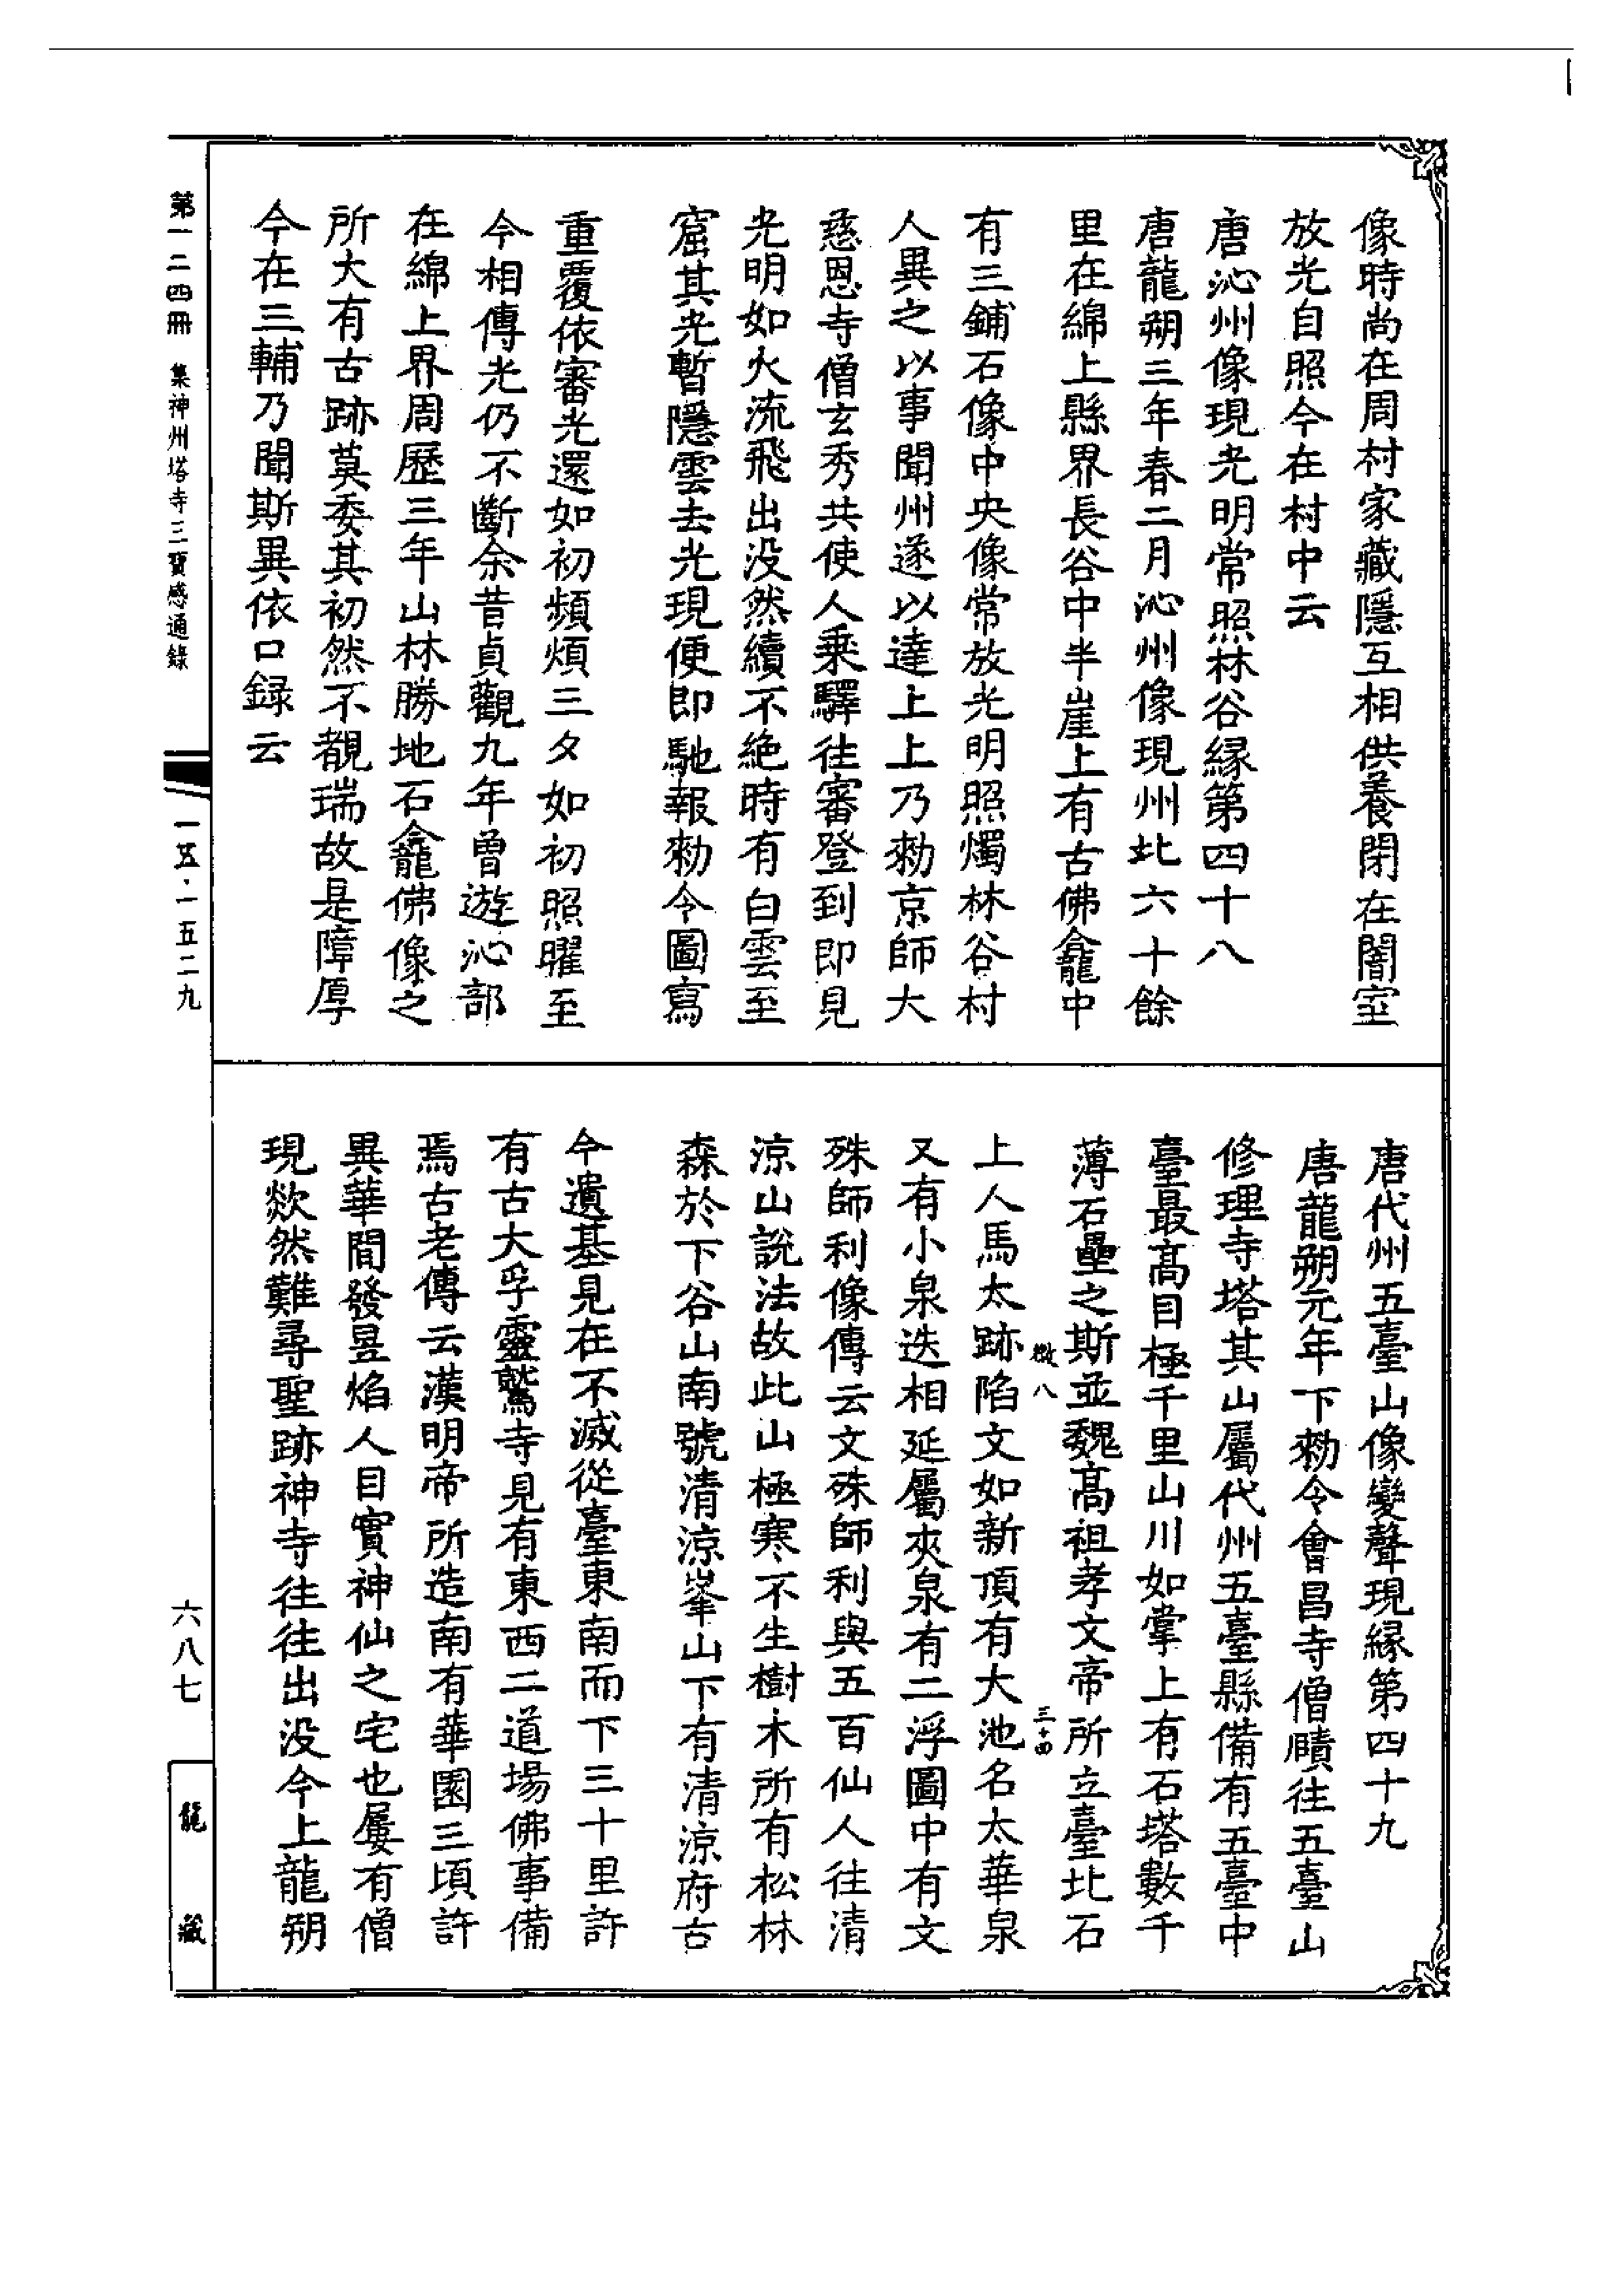 像時尚在周村家藏隱互相供養閉在闇室
放光自照今在村中云
唐沁州像現光明常照林谷緣第四十八
唐龍朔三年春二月沁州像現州北六十餘
里在綿上縣界長谷中半崖上有古佛龕中
有三鋪石像中央像常放光明照燭林谷村
人異之以事聞州遂以達上上乃勅京師大
慈恩寺僧玄秀共使人乘驛往審登到即見
光明如火流飛出没然續不絶時有白雲至
窟其光暫隱雲去光現便即馳報勅令圖寫
重覆依審光還如初頻煩三夕如初照曜至
今相傳光仍不斷余昔貞觀九年曾遊沁部
在綿上界周歷三年山林勝地石龕佛像之
所大有古跡莫委其初然不覩瑞故是障厚
今在三輔乃聞斯異依口録云
唐代州五臺山像變聲現緣第四十九
唐龍朔元年下勅令會昌寺僧賾往五臺山
修理寺塔其山屬代州五臺縣備有五臺中
臺最高目極千里山川如掌上有石塔數千
薄石壘之斯並魏高祖孝文帝所立臺北石
上人馬太跡陷文如新頂有大池名太華泉
又有小泉迭相延屬夾泉有二浮圖中有文
殊師利像傳云文殊師利與五百仙人往清
涼山説法故此山極寒不生樹木所有松林
森於下谷山南號清涼峯山下有清涼府古
今遺基見在不滅從臺東南而下三十里許
有古大孚靈鷲寺見有東西二道場佛事備
焉古老傳云漢明帝所造南有華園三頃許
異華間發昱焰人目實神仙之宅也屢有僧
現欻然難尋聖跡神寺往往出没今上龍朔
第一二四冊 集神州塔寺三寶感通錄
一五·一五二九
六八七
龍藏
八
三十四